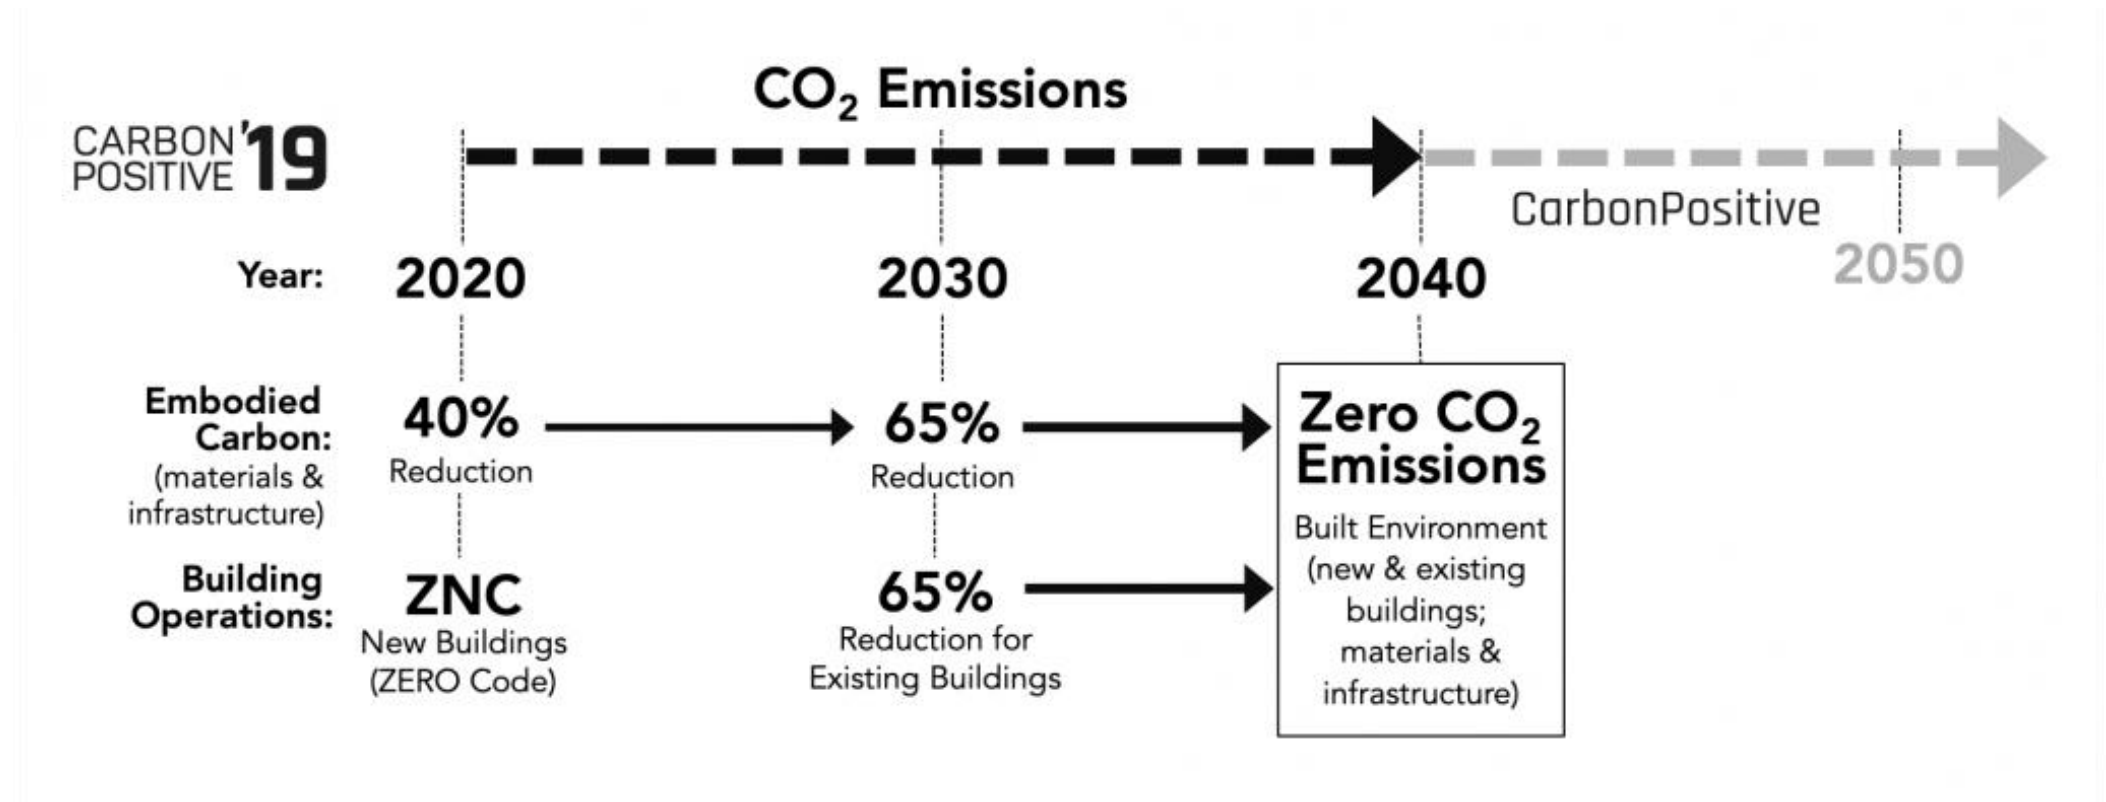 CO₂ Emissions
CARBON
POSITIVE '19
CarbonPositive
Year: 2020 2030 2040 2050
Embodied
Carbon:
(materials &
infrastructure)
40%
Reduction
65%
Reduction
Building
Operations:
ZNC
New Buildings
(ZERO Code)
65%
Reduction for
Existing Buildings
Zero CO₂
Emissions
Built Environment
(new & existing
buildings;
materials &
infrastructure)